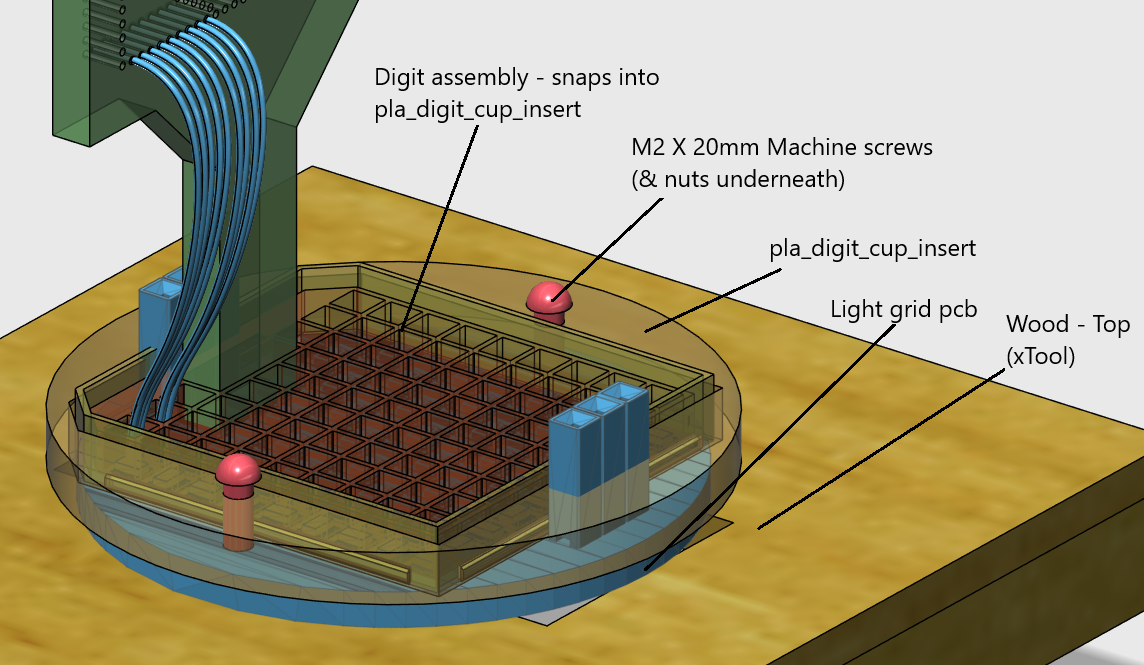 Digit assembly - snaps into
pla_digit_cup_insert
M2 X 20mm Machine screws
(& nuts underneath)
pla_digit_cup_insert
Light grid pcb
Wood - Top
(xTool)